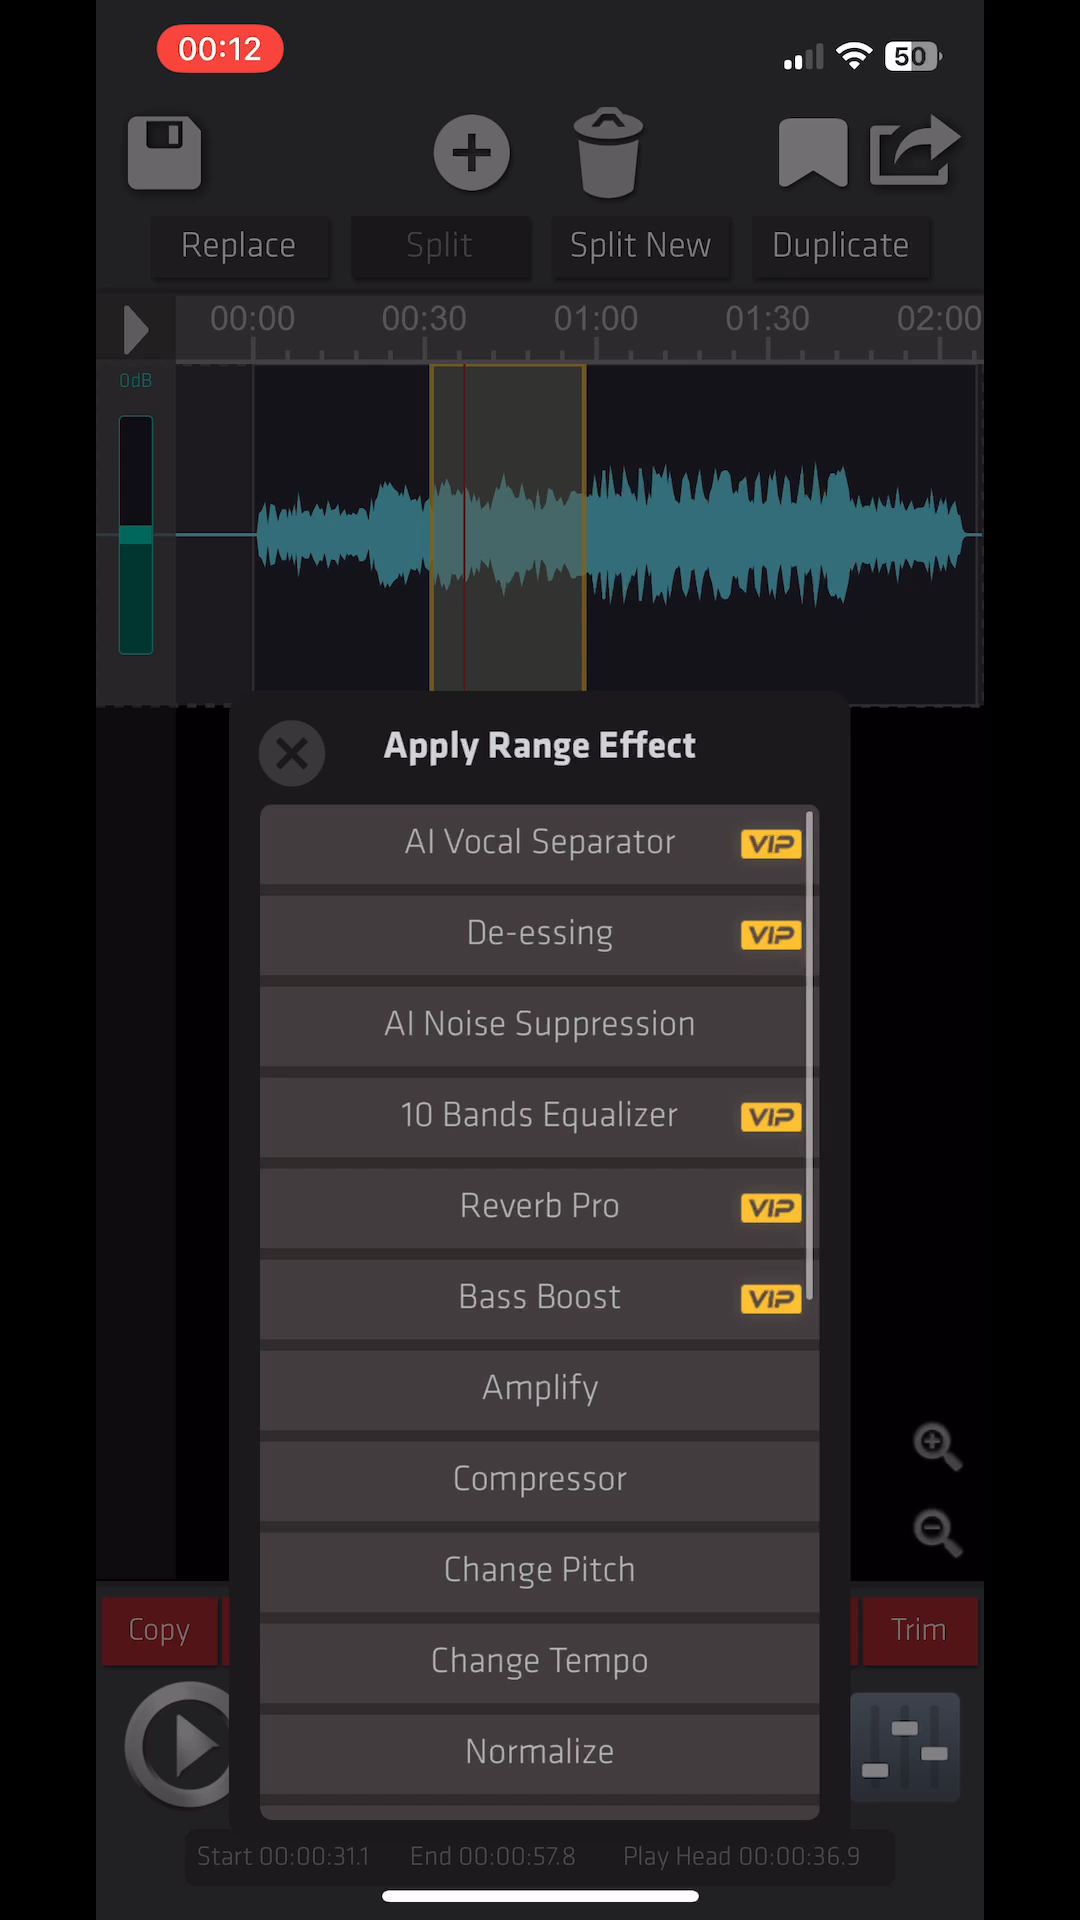 00:12
50
Replace
Split
Split New
Duplicate
00:00
00:30
01:00
01:30
02:00
0dB
Apply Range Effect
AI Vocal Separator VIP
De-essing VIP
AI Noise Suppression
10 Bands Equalizer VIP
Reverb Pro VIP
Bass Boost VIP
Amplify
Compressor
Change Pitch
Copy
Trim
Change Tempo
Normalize
Start 00:00:31.1 End 00:00:57.8 Play Head 00:00:36.9